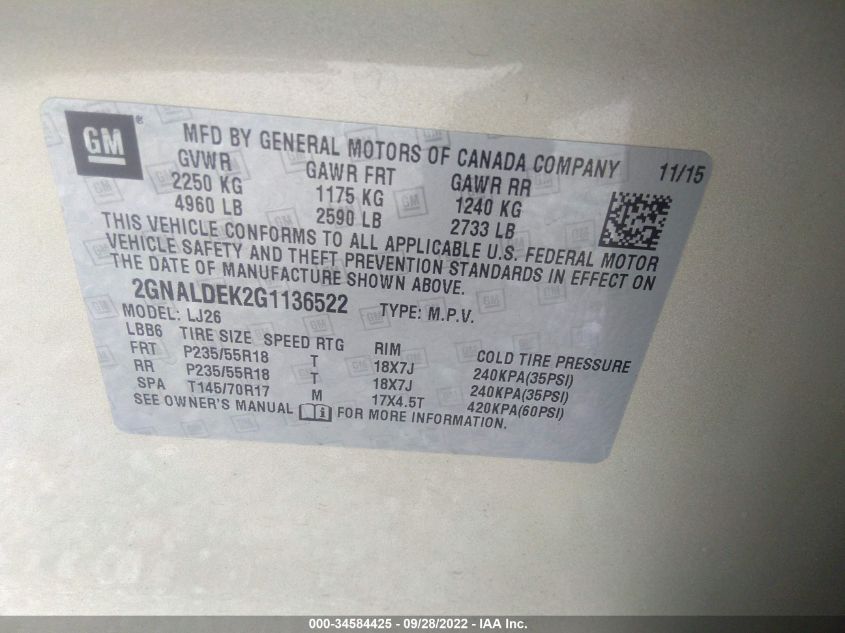 GM ® MFD BY GENERAL MOTORS OF CANADA COMPANY 11/15
GVWR GAWR FRT GAWR RR
2250 KG 1175 KG 1240 KG
4960 LB 2590 LB 2733 LB
THIS VEHICLE CONFORMS TO ALL APPLICABLE U.S. FEDERAL MOTOR
VEHICLE SAFETY AND THEFT PREVENTION STANDARDS IN EFFECT ON
THE DATE OF MANUFACTURE SHOWN ABOVE.
2GNALDEK2G1136522 TYPE: M.P.V.
MODEL: LJ26
LBB6 TIRE SIZE SPEED RTG RIM COLD TIRE PRESSURE
FRT P235/55R18 T 18X7J 240KPA(35PSI)
RR P235/55R18 T 18X7J 240KPA(35PSI)
SPA T145/70R17 M 17X4.5T 420KPA(60PSI)
SEE OWNER'S MANUAL FOR MORE INFORMATION.
000-34584425 - 09/28/2022 - IAA Inc.